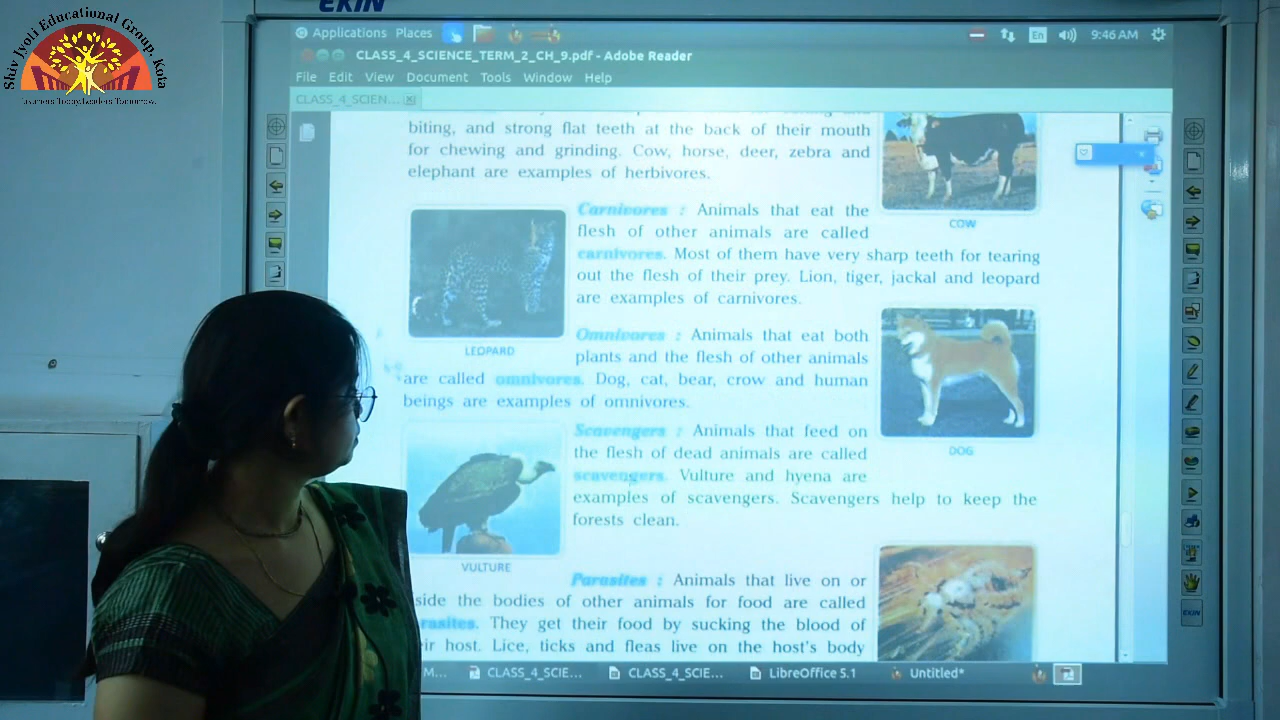 EKIN
Shiv Jyoti Educational Group, Kota
Learners Today, Leaders Tomorrow.
Applications Places
En
9:46 AM
CLASS_4_SCIENCE_TERM_2_CH_9.pdf - Adobe Reader
File Edit View Document Tools Window Help
CLASS_4_SCIEN...
biting, and strong flat teeth at the back of their mouth
for chewing and grinding. Cow, horse, deer, zebra and
elephant are examples of herbivores.
COW
Carnivores : Animals that eat the
flesh of other animals are called
carnivores. Most of them have very sharp teeth for tearing
out the flesh of their prey. Lion, tiger, jackal and leopard
are examples of carnivores.
LEOPARD
Omnivores : Animals that eat both
plants and the flesh of other animals
are called omnivores. Dog, cat, bear, crow and human
beings are examples of omnivores.
DOG
Scavengers : Animals that feed on
the flesh of dead animals are called
scavengers. Vulture and hyena are
examples of scavengers. Scavengers help to keep the
forests clean.
VULTURE
Parasites : Animals that live on or
side the bodies of other animals for food are called
rasites. They get their food by sucking the blood of
eir host. Lice, ticks and fleas live on the host's body
EKIN
M... CLASS_4_SCIE... CLASS_4_SCIE... LibreOffice 5.1 Untitled*